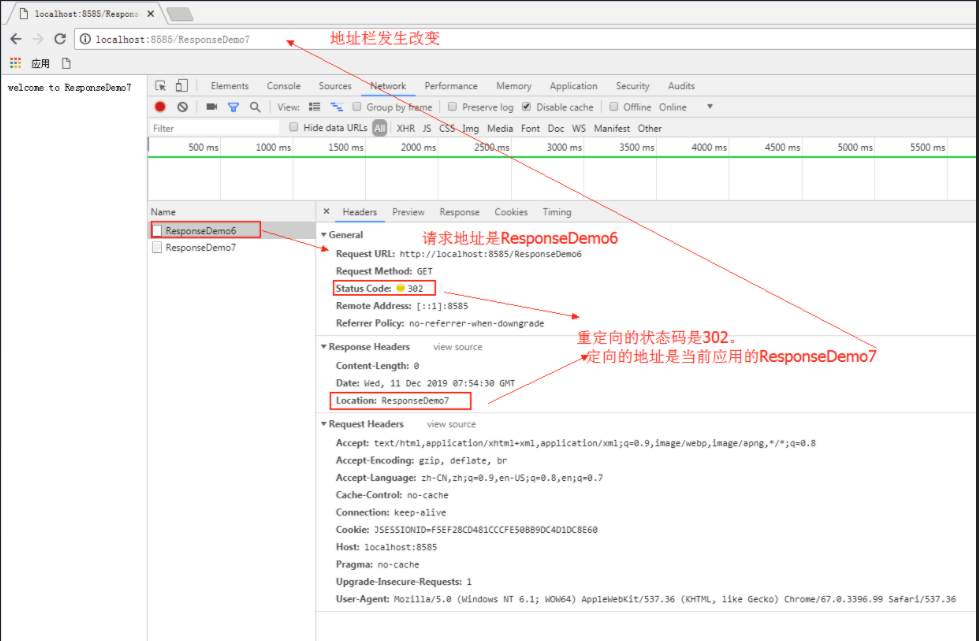 localhost:8585/Respons
localhost:8585/ResponseDemo7
地址栏发生改变
应用
welcome to ResponseDemo7
Elements Console Sources Network Performance Memory Application Security Audits
View: Group by frame Preserve log Disable cache Offline Online
Filter Hide data URLs All XHR JS CSS Img Media Font Doc WS Manifest Other
500 ms 1000 ms 1500 ms 2000 ms 2500 ms 3000 ms 3500 ms 4000 ms 4500 ms 5000 ms 5500 ms
Name
ResponseDemo6
ResponseDemo7
Headers Preview Response Cookies Timing
General
请求地址是ResponseDemo6
Request URL: http://localhost:8585/ResponseDemo6
Request Method: GET
Status Code: 302
Remote Address: [::1]:8585
Referrer Policy: no-referrer-when-downgrade
重定向的状态码是302。
定向的地址是当前应用的ResponseDemo7
Response Headers view source
Content-Length: 0
Date: Wed, 11 Dec 2019 07:54:30 GMT
Location: ResponseDemo7
Request Headers view source
Accept: text/html,application/xhtml+xml,application/xml;q=0.9,image/webp,image/apng,*/*;q=0.8
Accept-Encoding: gzip, deflate, br
Accept-Language: zh-CN,zh;q=0.9,en-US;q=0.8,en;q=0.7
Cache-Control: no-cache
Connection: keep-alive
Cookie: JSESSIONID=F5EF28CD481CCCFE50BB9DC4D1DC8E60
Host: localhost:8585
Pragma: no-cache
Upgrade-Insecure-Requests: 1
User-Agent: Mozilla/5.0 (Windows NT 6.1; WOW64) AppleWebKit/537.36 (KHTML, like Gecko) Chrome/67.0.3396.99 Safari/537.36